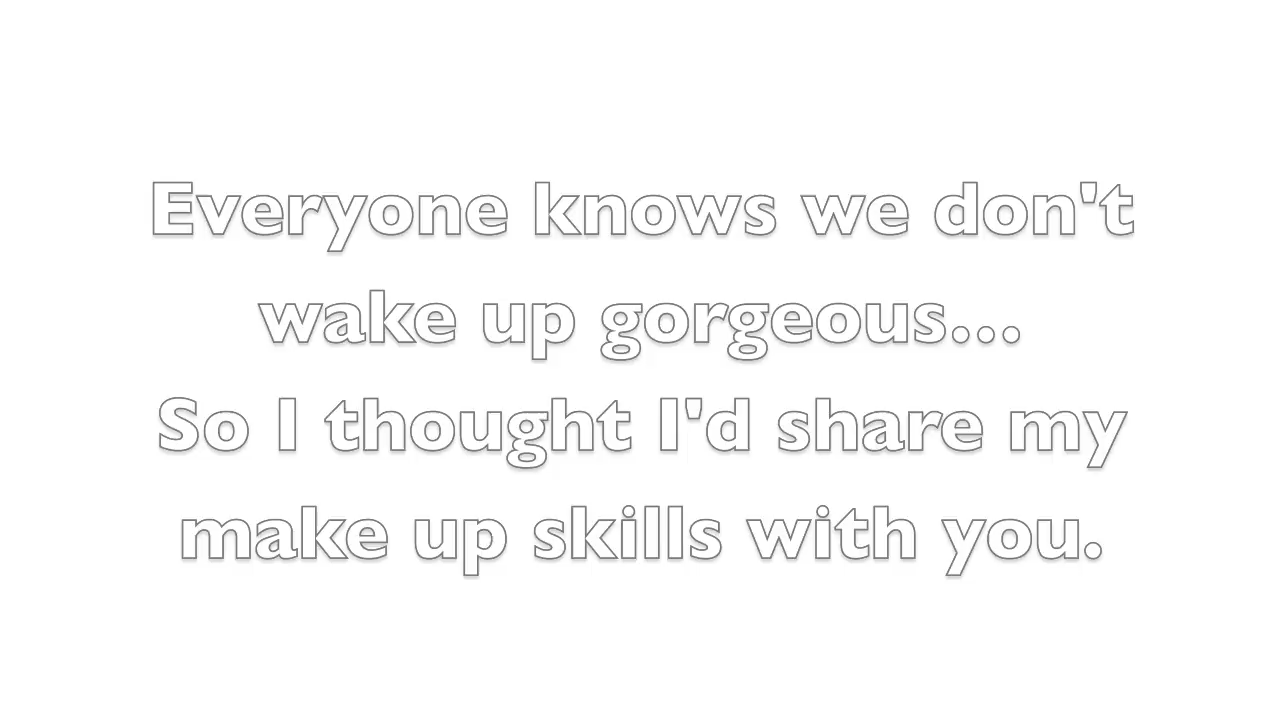 Everyone knows we don't
wake up gorgeous...
So I thought I'd share my
make up skills with you.